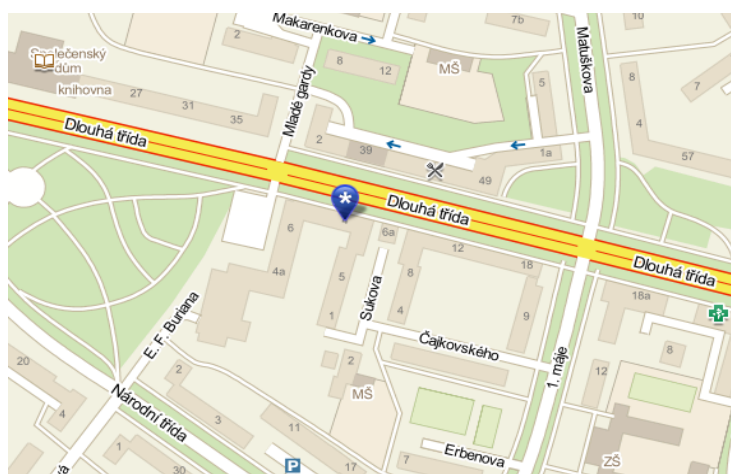 Makarenkova
7b
2
Společenský
dům
knihovna
8
12
MŠ
Matuškova
8
7
5
27
31
35
Mladé gardy
4
Dlouhá třída
2
39
1a
57
49
Dlouhá třída
6
6a
12
18
Dlouhá třída
4a
5
8
18a
E. F. Buriana
1
Sukova
4
9
Čajkovského
8
20
2
2
12
1. máje
4
Národní třída
MŠ
3
11
1
Erbenova
30
P
17
7
ZŠ